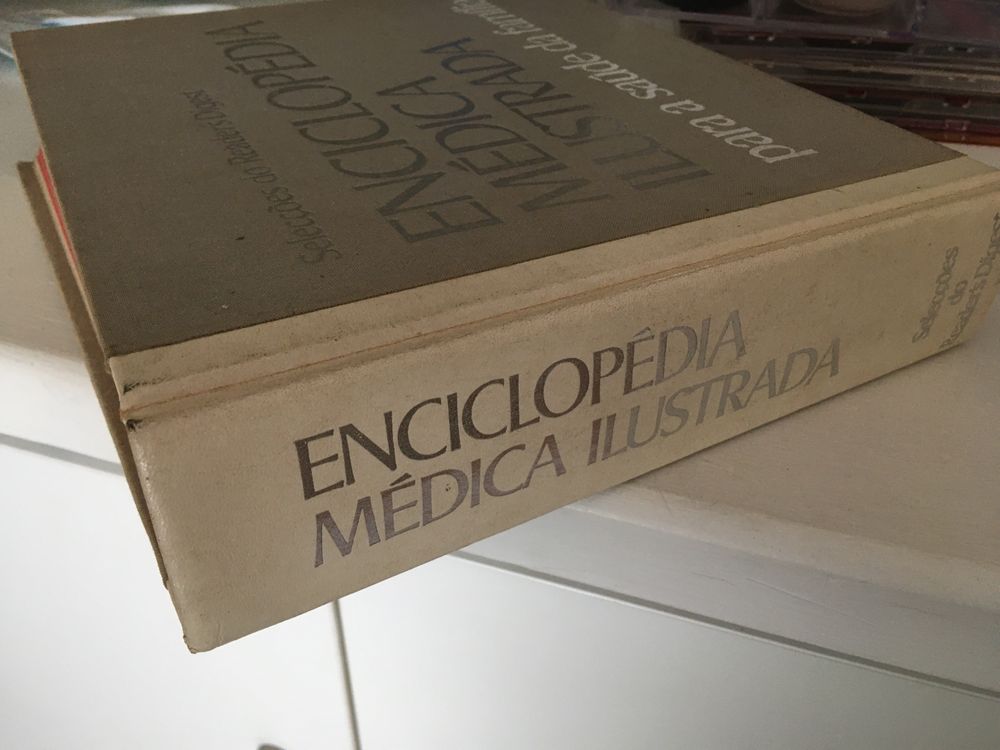 Selecções do Reader's Digest
ENCICLOPÉDIA
MÉDICA
ILUSTRADA
para a saúde da família
ENCICLOPÉDIA
MÉDICA ILUSTRADA
Selecções
do
Reader's Digest